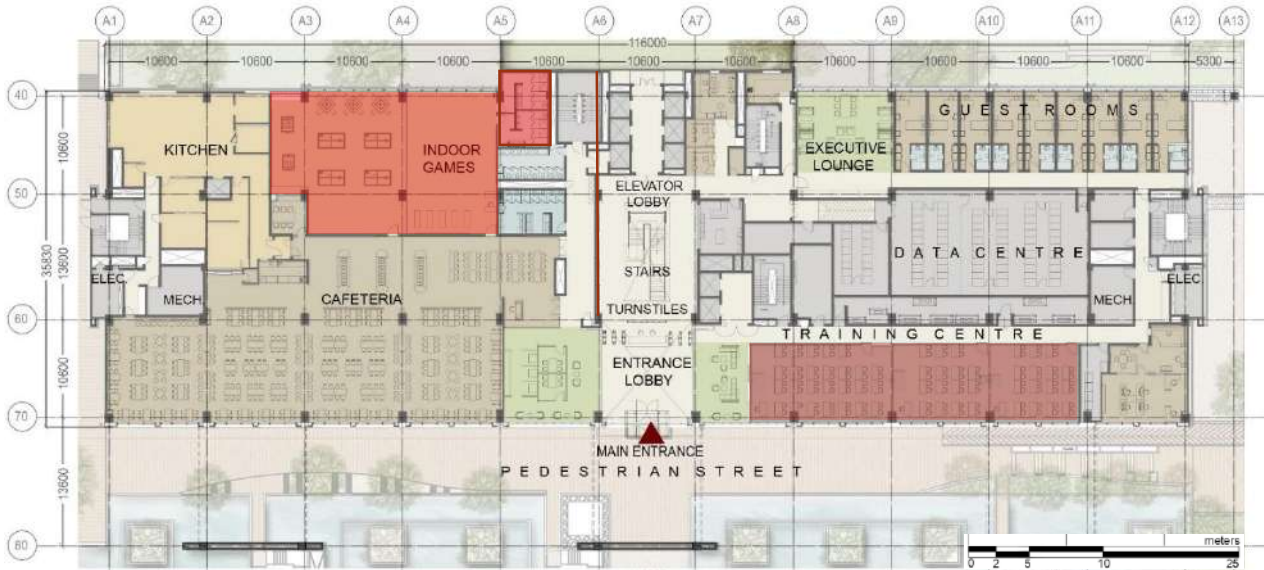 A1 A2 A3 A4 A5 A6 A7 A8 A9 A10 A11 A12 A13
116000
10600 10600 10600 10600 10600 10600 10600 10600 10600 10600 10600 5300
40
10600
KITCHEN
INDOOR
GAMES
EXECUTIVE
LOUNGE
GUEST ROOMS
50
ELEVATOR
LOBBY
35830
13600
STAIRS
DATA CENTRE
ELEC
MECH.
CAFETERIA
MECH
ELEC
TURNSTILES
60
TRAINING CENTRE
10600
ENTRANCE
LOBBY
70
MAIN ENTRANCE
PEDESTRIAN STREET
13600
80
meters
0 2 5 10 25